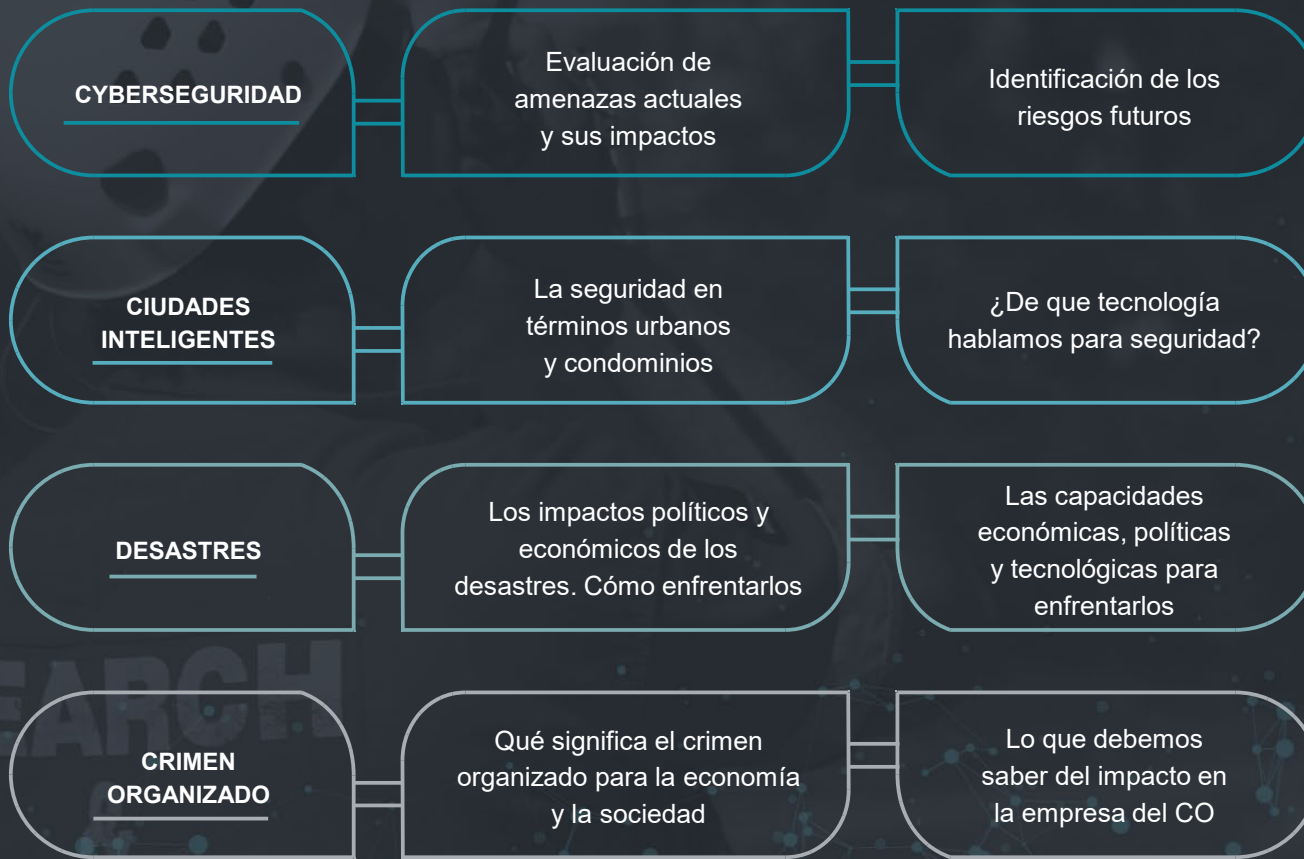 CYBERSEGURIDAD
Evaluación de
amenazas actuales
y sus impactos
Identificación de los
riesgos futuros
CIUDADES
INTELIGENTES
La seguridad en
términos urbanos
y condominios
¿De que tecnología
hablamos para seguridad?
DESASTRES
Los impactos políticos y
económicos de los
desastres. Cómo enfrentarlos
Las capacidades
económicas, políticas
y tecnológicas para
enfrentarlos
EARCH
CRIMEN
ORGANIZADO
Qué significa el crimen
organizado para la economía
y la sociedad
Lo que debemos
saber del impacto en
la empresa del CO